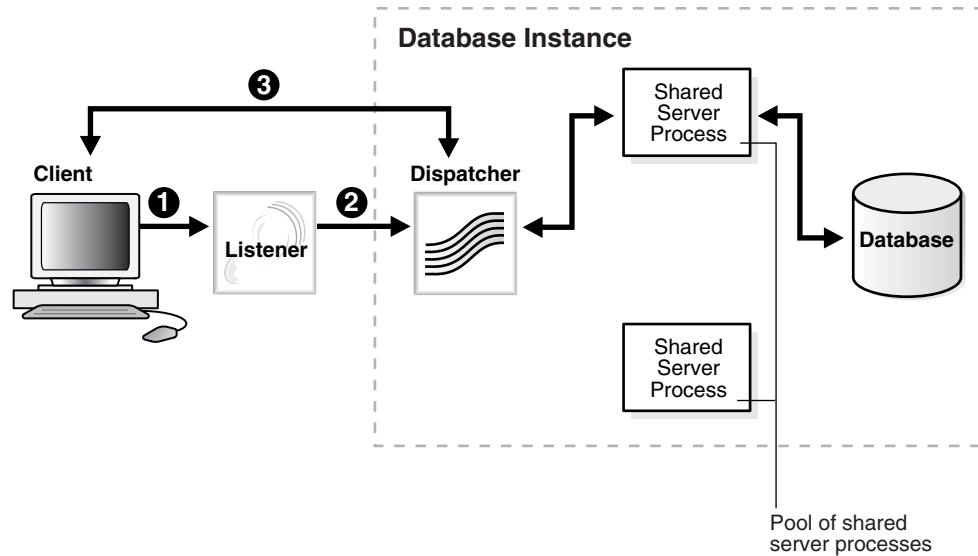 Database Instance
3
Shared
Server
Process
Client
Dispatcher
1
2
Listener
Database
Shared
Server
Process
Pool of shared
server processes